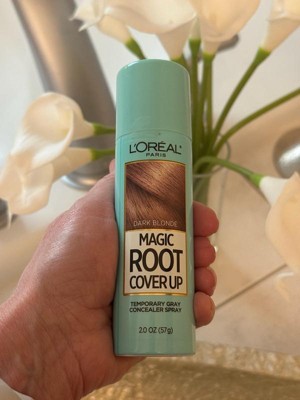 L'ORÉAL
PARIS
DARK BLONDE
MAGIC
ROOT
COVER UP
TEMPORARY GRAY
CONCEALER SPRAY
2.0 OZ (57g)